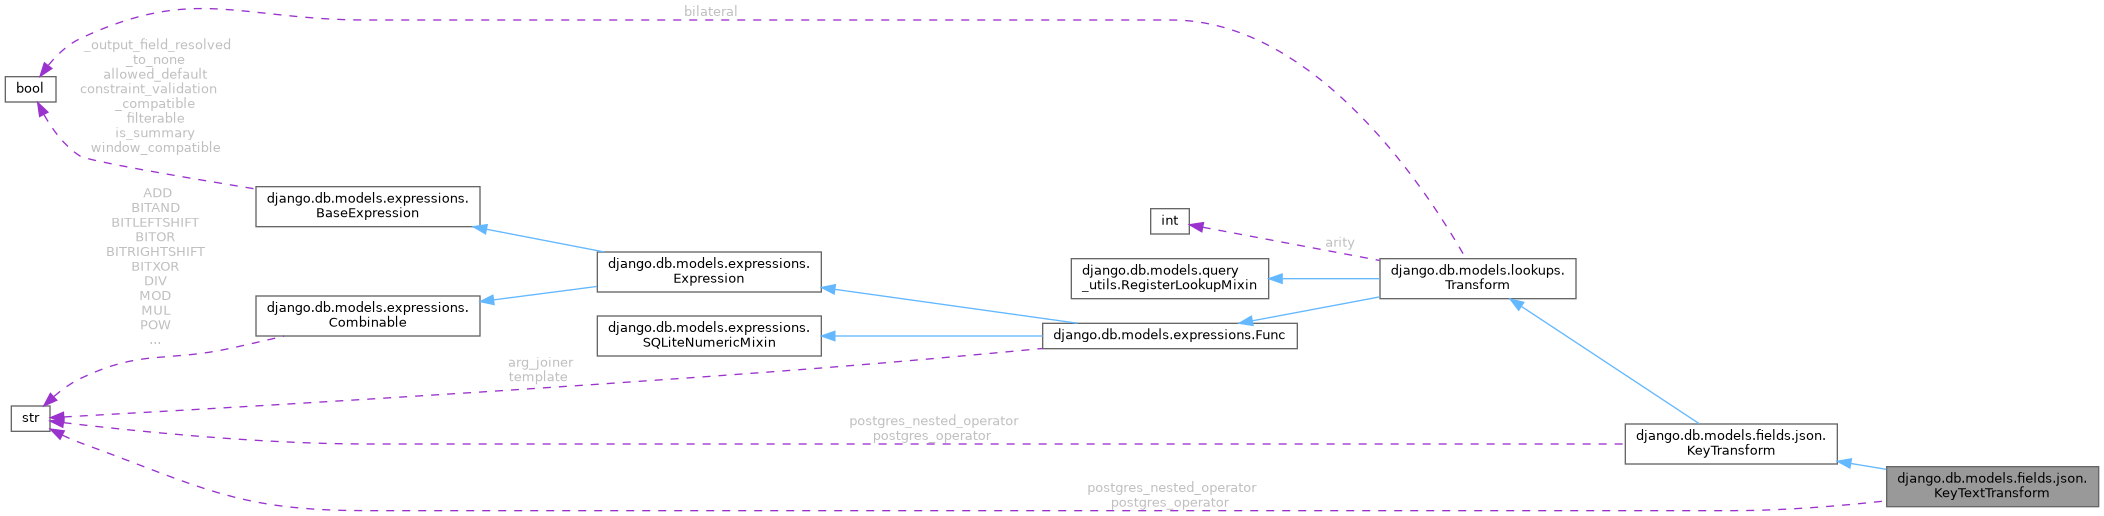 bilateral
_output_field_resolved
_to_none
allowed_default
constraint_validation
_compatible
filterable
is_summary
window_compatible
bool
ADD
BITAND
BITLEFTSHIFT
BITOR
BITRIGHTSHIFT
BITXOR
DIV
MOD
MUL
POW
...
django.db.models.expressions.
BaseExpression
int
arity
django.db.models.expressions.
Expression
django.db.models.query
_utils.RegisterLookupMixin
django.db.models.lookups.
Transform
django.db.models.expressions.
Combinable
django.db.models.expressions.
SQLiteNumericMixin
django.db.models.expressions.Func
arg_joiner
template
str
postgres_nested_operator
postgres_operator
django.db.models.fields.json.
KeyTransform
django.db.models.fields.json.
KeyTextTransform
postgres_nested_operator
postgres_operator